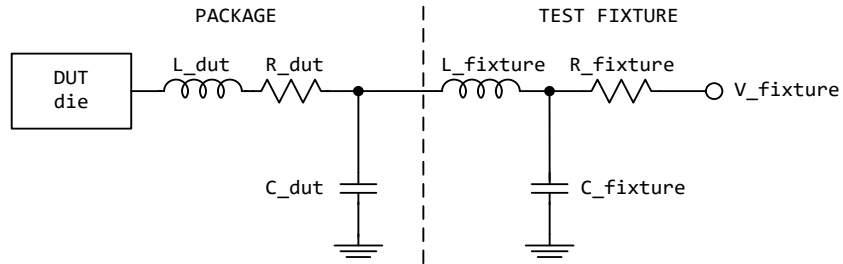 PACKAGE
TEST FIXTURE
DUT
die
L_dut
R_dut
L_fixture
R_fixture
V_fixture
C_dut
C_fixture